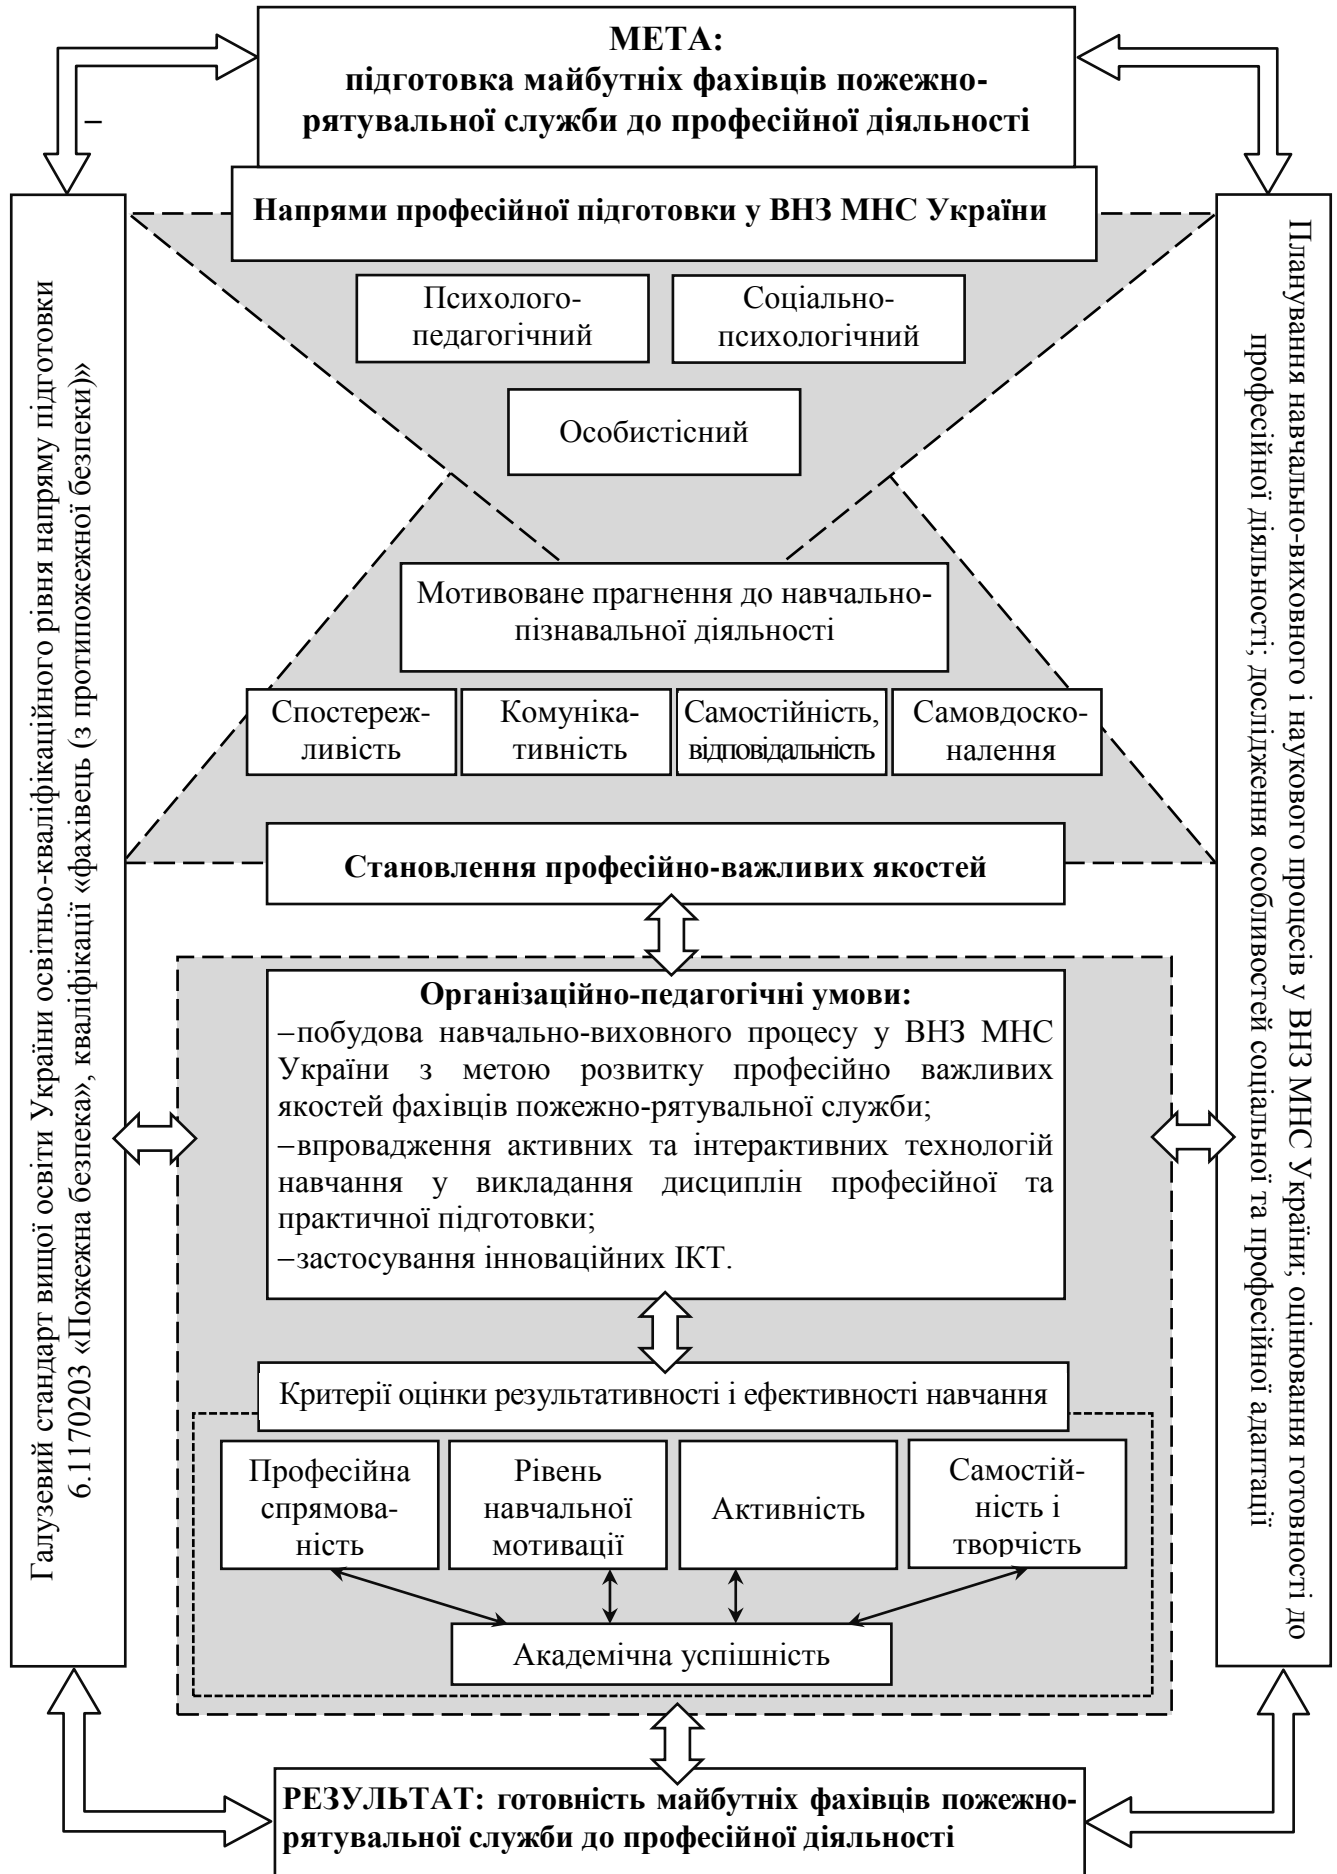 МЕТА:
підготовка майбутніх фахівців пожежно-
рятувальної служби до професійної діяльності
–
Напрями професійної підготовки у ВНЗ МНС України
Психолого-
педагогічний
Соціально-
психологічний
Особистісний
Мотивоване прагнення до навчально-
пізнавальної діяльності
Спостереж-
ливість
Комуніка-
тивність
Самостійність,
відповідальність
Самовдоско-
налення
Становлення професійно-важливих якостей
Галузевий стандарт вищої освіти України освітньо-кваліфікаційного рівня напряму підготовки
6.1170203 «Пожежна безпека», кваліфікації «фахівець (з протипожежної безпеки)»
Планування навчально-виховного і наукового процесів у ВНЗ МНС України; оцінювання готовності до
професійної діяльності; дослідження особливостей соціальної та професійної адаптації
Організаційно-педагогічні умови:
–побудова навчально-виховного процесу у ВНЗ МНС
України з метою розвитку професійно важливих
якостей фахівців пожежно-рятувальної служби;
–впровадження активних та інтерактивних технологій
навчання у викладання дисциплін професійної та
практичної підготовки;
–застосування інноваційних ІКТ.
Критерії оцінки результативності і ефективності навчання
Професійна
спрямова-
ність
Рівень
навчальної
мотивації
Активність
Самостій-
ність і
творчість
Академічна успішність
РЕЗУЛЬТАТ: готовність майбутніх фахівців пожежно-
рятувальної служби до професійної діяльності